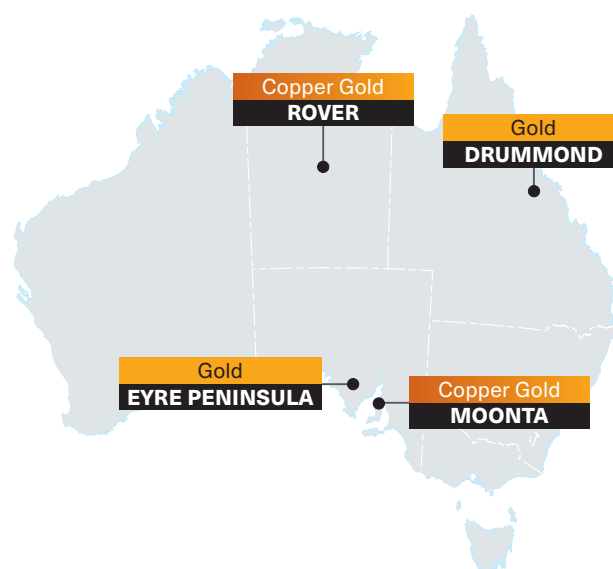 Copper Gold
ROVER
Gold
DRUMMOND
Gold
EYRE PENINSULA
Copper Gold
MOONTA